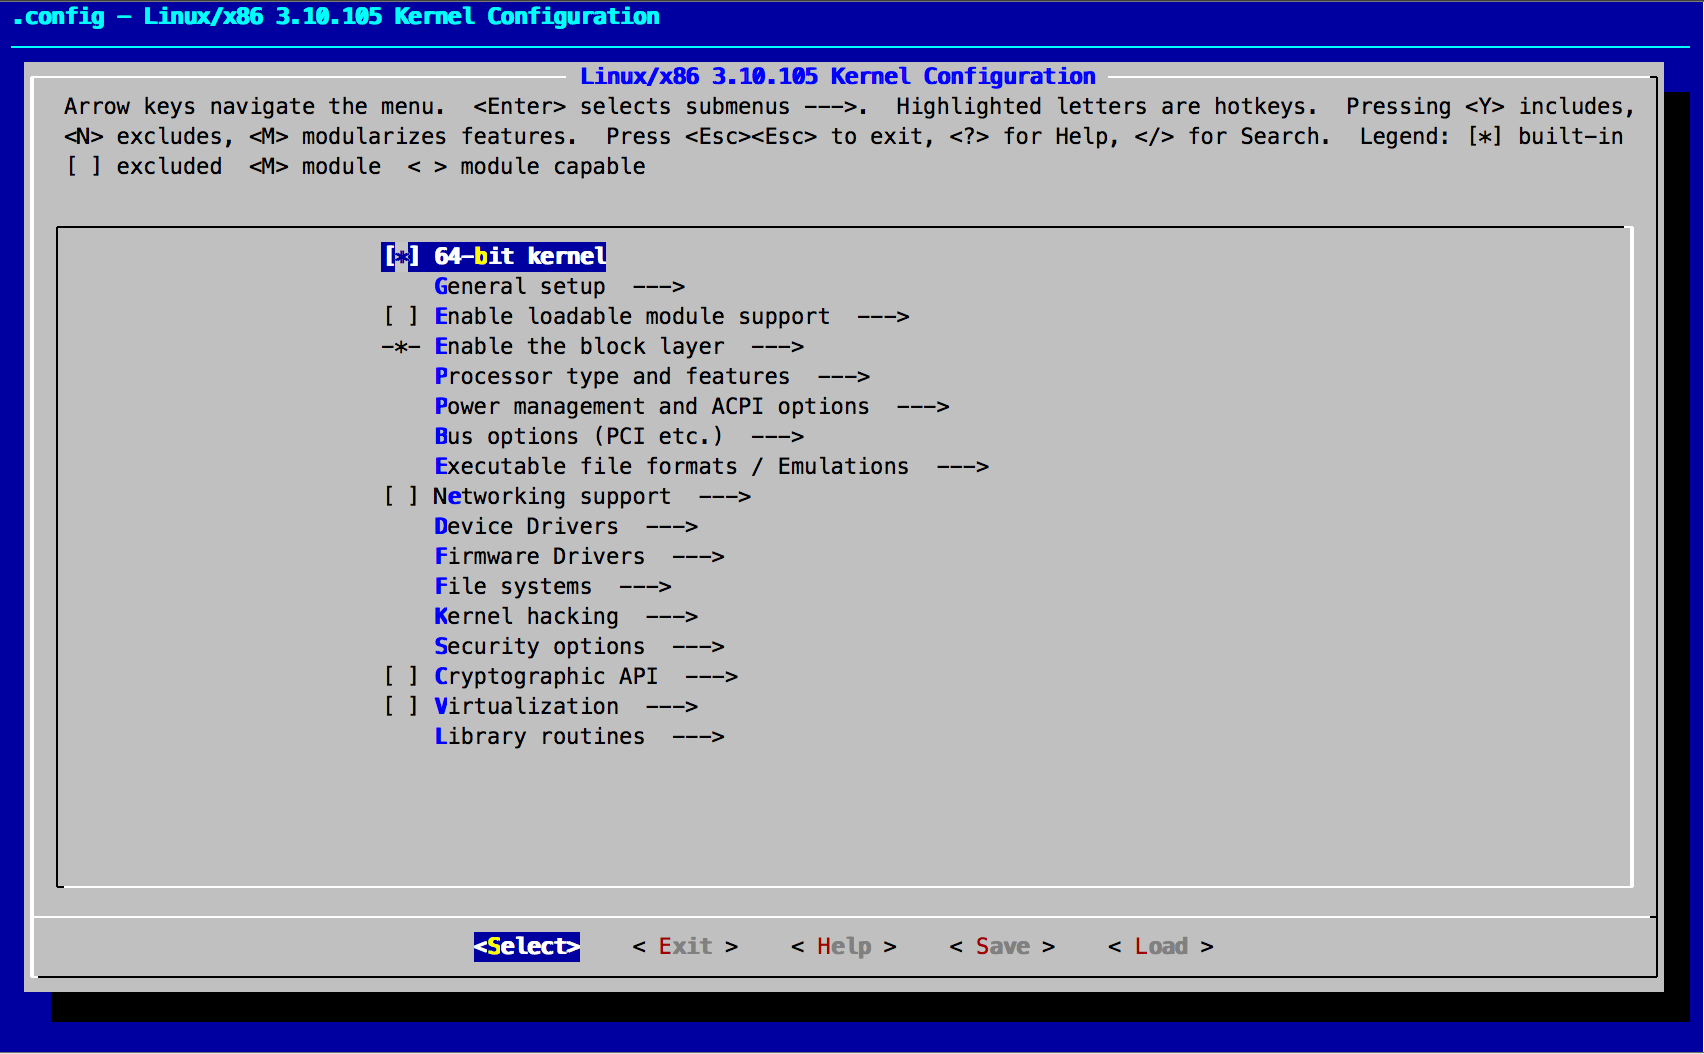 .config - Linux/x86 3.10.105 Kernel Configuration
Linux/x86 3.10.105 Kernel Configuration
Arrow keys navigate the menu.  <Enter> selects submenus --->.  Highlighted letters are hotkeys.  Pressing <Y> includes,
<N> excludes, <M> modularizes features.  Press <Esc><Esc> to exit, <?> for Help, </> for Search.  Legend: [*] built-in
[ ] excluded  <M> module  < > module capable
[*] 64-bit kernel
General setup  --->
[ ] Enable loadable module support  --->
-*- Enable the block layer  --->
Processor type and features  --->
Power management and ACPI options  --->
Bus options (PCI etc.)  --->
Executable file formats / Emulations  --->
[ ] Networking support  --->
Device Drivers  --->
Firmware Drivers  --->
File systems  --->
Kernel hacking  --->
Security options  --->
[ ] Cryptographic API  --->
[ ] Virtualization  --->
Library routines  --->
<Select>    < Exit >    < Help >    < Save >    < Load >